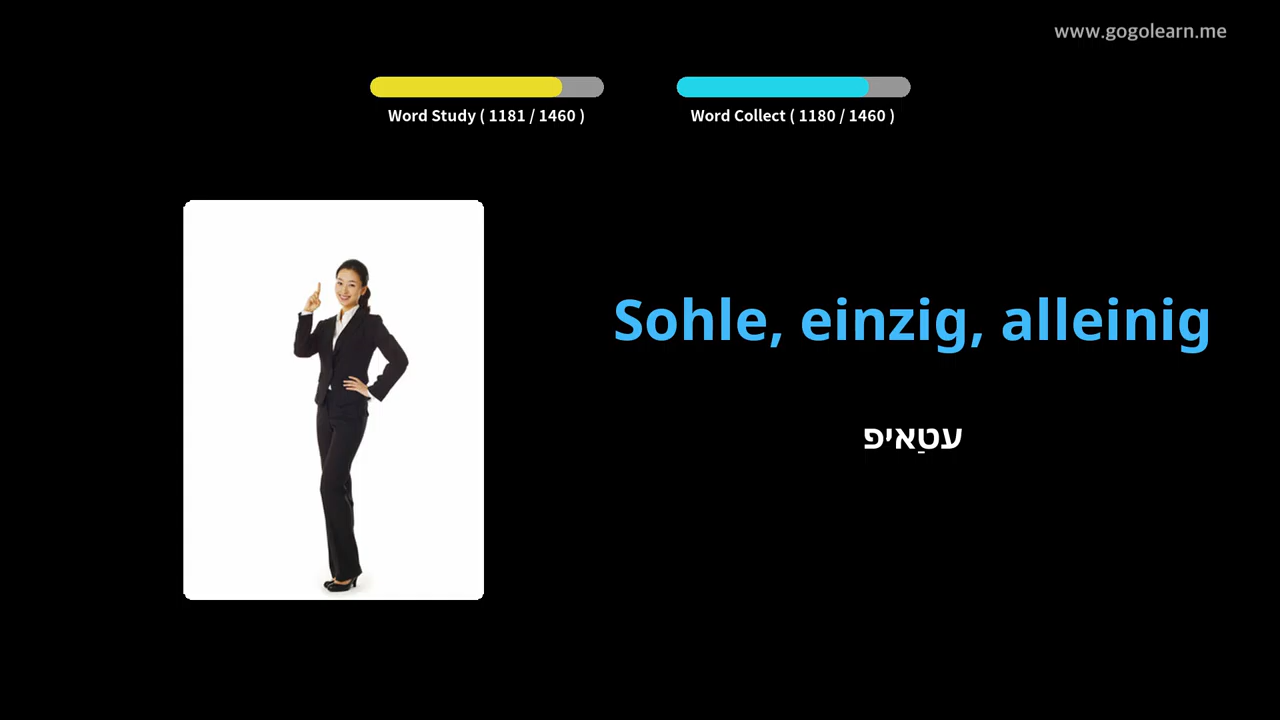 www.gogolearn.me
Word Study ( 1181 / 1460 )
Word Collect ( 1180 / 1460 )
Sohle, einzig, alleinig
עטַאיפ